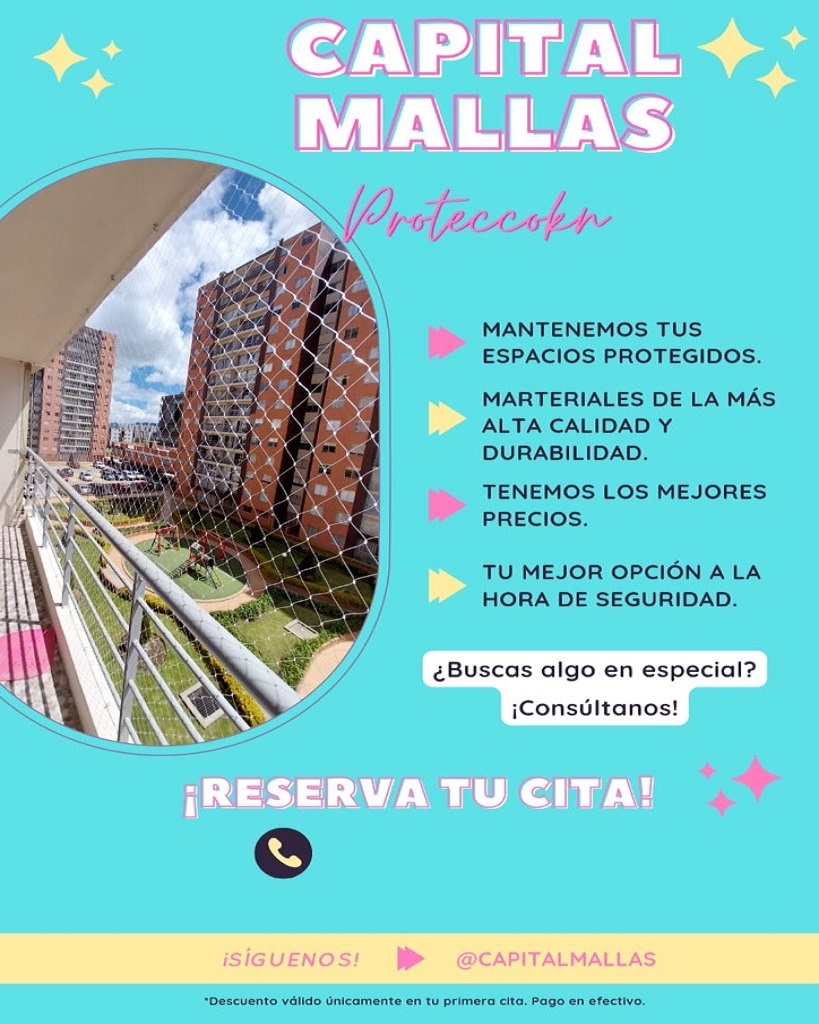 CAPITAL
MALLAS
Proteccokn
MANTENEMOS TUS
ESPACIOS PROTEGIDOS.
MARTERIALES DE LA MÁS
ALTA CALIDAD Y
DURABILIDAD.
TENEMOS LOS MEJORES
PRECIOS.
TU MEJOR OPCIÓN A LA
HORA DE SEGURIDAD.
¿Buscas algo en especial?
¡Consúltanos!
¡RESERVA TU CITA!
¡SÍGUENOS! @CAPITALMALLAS
*Descuento válido únicamente en tu primera cita. Pago en efectivo.